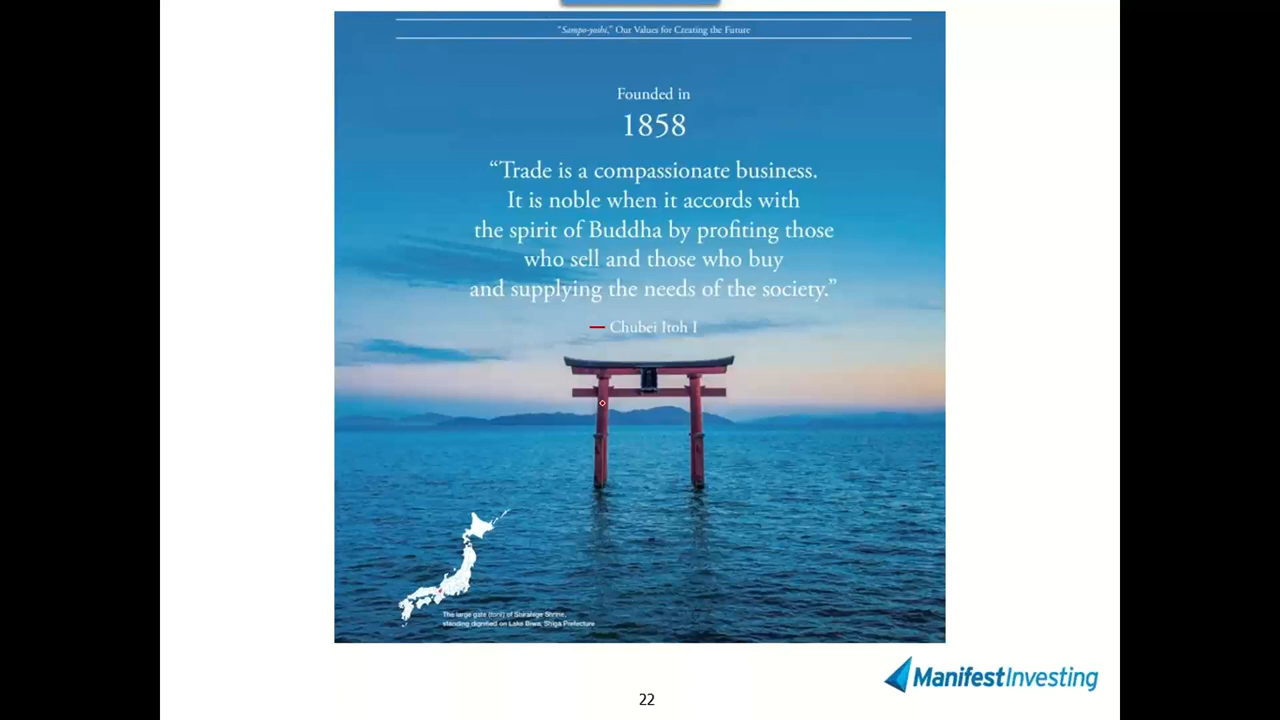 "Sampo-yoshi," Our Values for Creating the Future
Founded in
1858
“Trade is a compassionate business.
It is noble when it accords with
the spirit of Buddha by profiting those
who sell and those who buy
and supplying the needs of the society.”
— Chubei Itoh I
The large gate (torii) of Shirahige Shrine,
standing dignified on Lake Biwa, Shiga Prefecture
ManifestInvesting
22